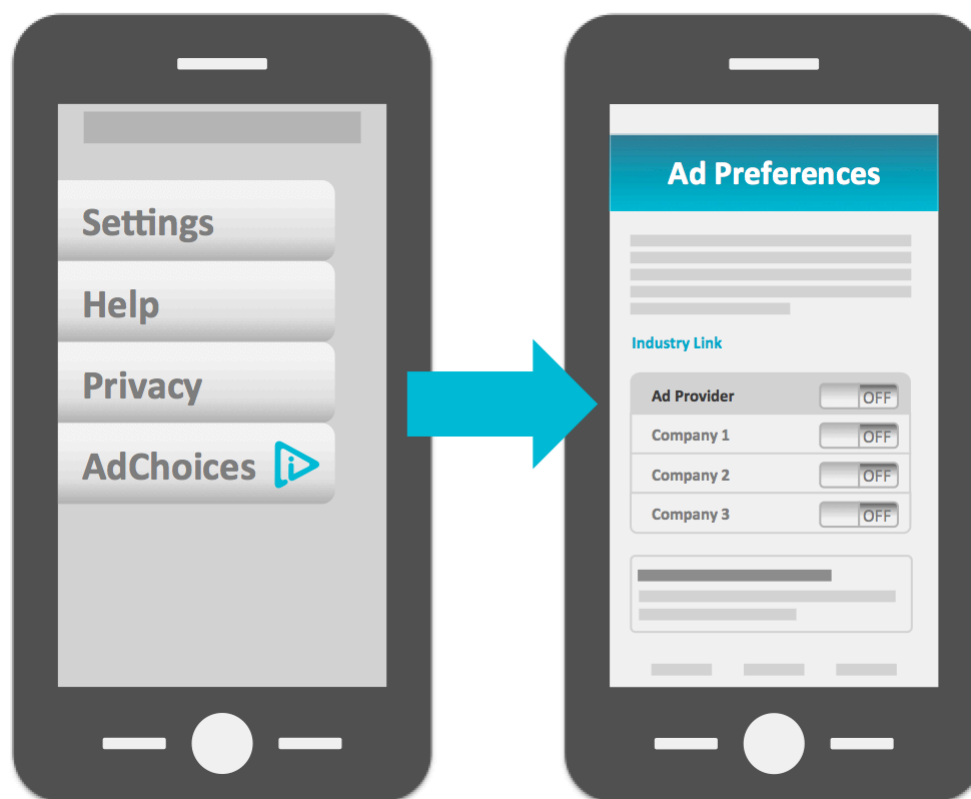 Settings
Help
Privacy
AdChoices
Ad Preferences
Industry Link
Ad Provider OFF
Company 1 OFF
Company 2 OFF
Company 3 OFF